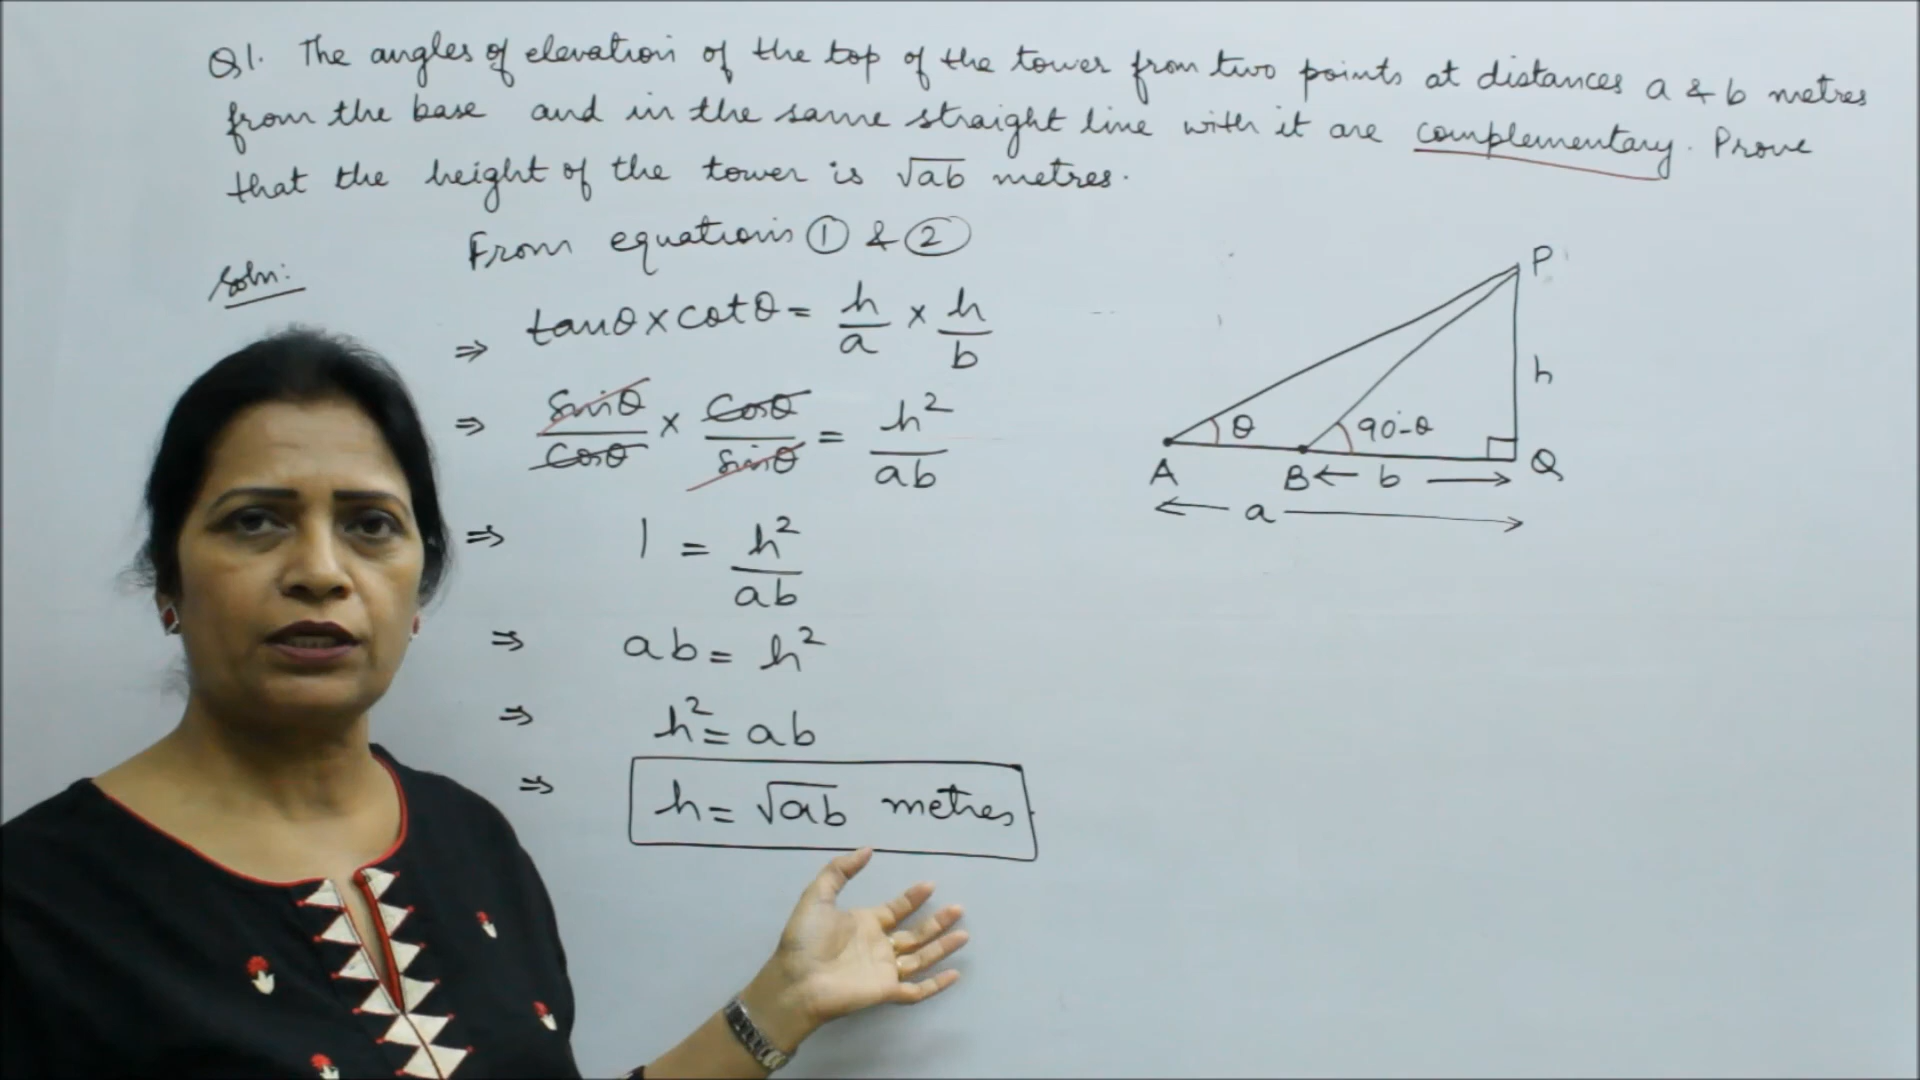 Q1. The angles of elevation of the top of the tower from two points at distances a & b metres
from the base and in the same straight line with it are complementary. Prove
that the height of the tower is √ab metres.
Soln:
From equations ① & ②
⇒ tanθ × cotθ = h/a × h/b
⇒ sinθ/cosθ × cosθ/sinθ = h²/ab
⇒ 1 = h²/ab
⇒ ab = h²
⇒ h² = ab
⇒ h = √ab metres
P
h
θ
90°-θ
A
B ← b →
Q
← a →